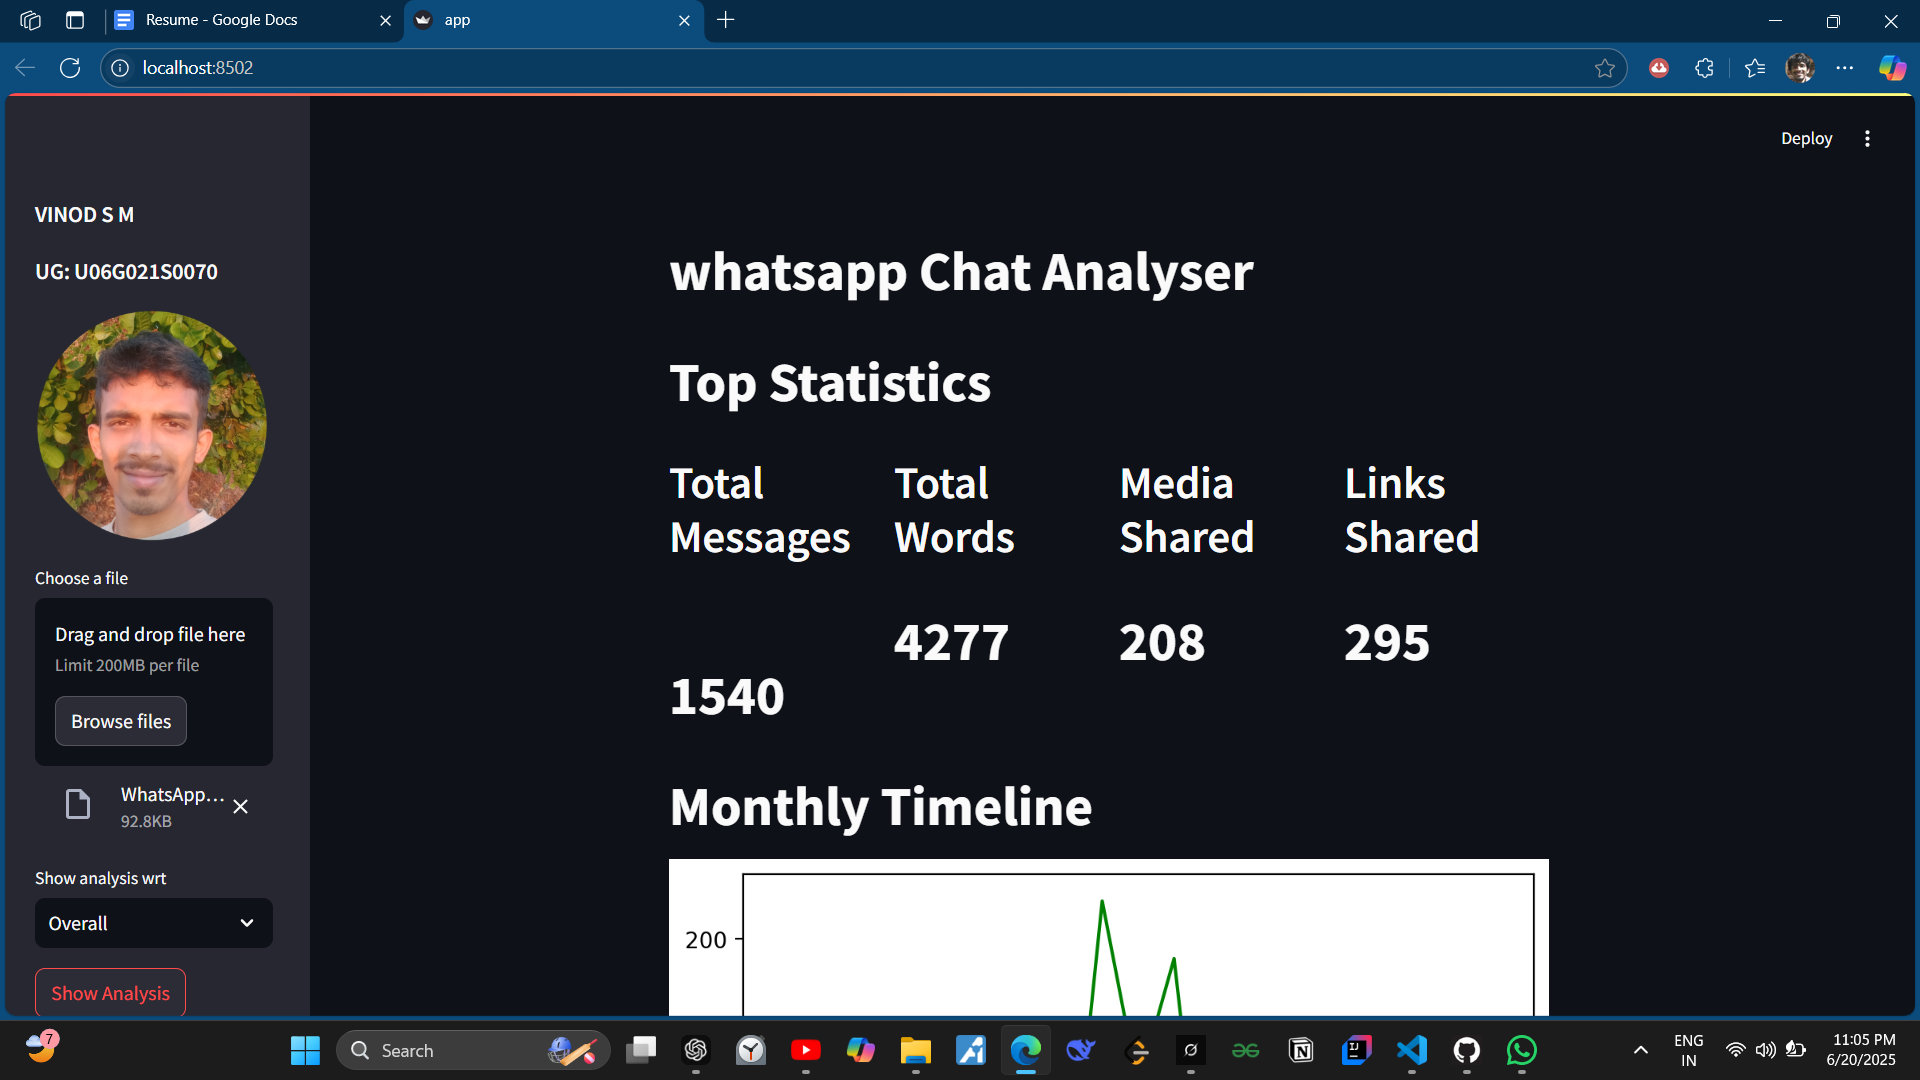 Resume - Google Docs
app
localhost:8502
Deploy
VINOD S M
UG: U06G021S0070
Choose a file
Drag and drop file here
Limit 200MB per file
Browse files
WhatsApp...
92.8KB
Show analysis wrt
Overall
Show Analysis
whatsapp Chat Analyser
Top Statistics
Total Messages
Total Words
Media Shared
Links Shared
1540
4277
208
295
Monthly Timeline
200
7
Search
ENG
IN
11:05 PM
6/20/2025